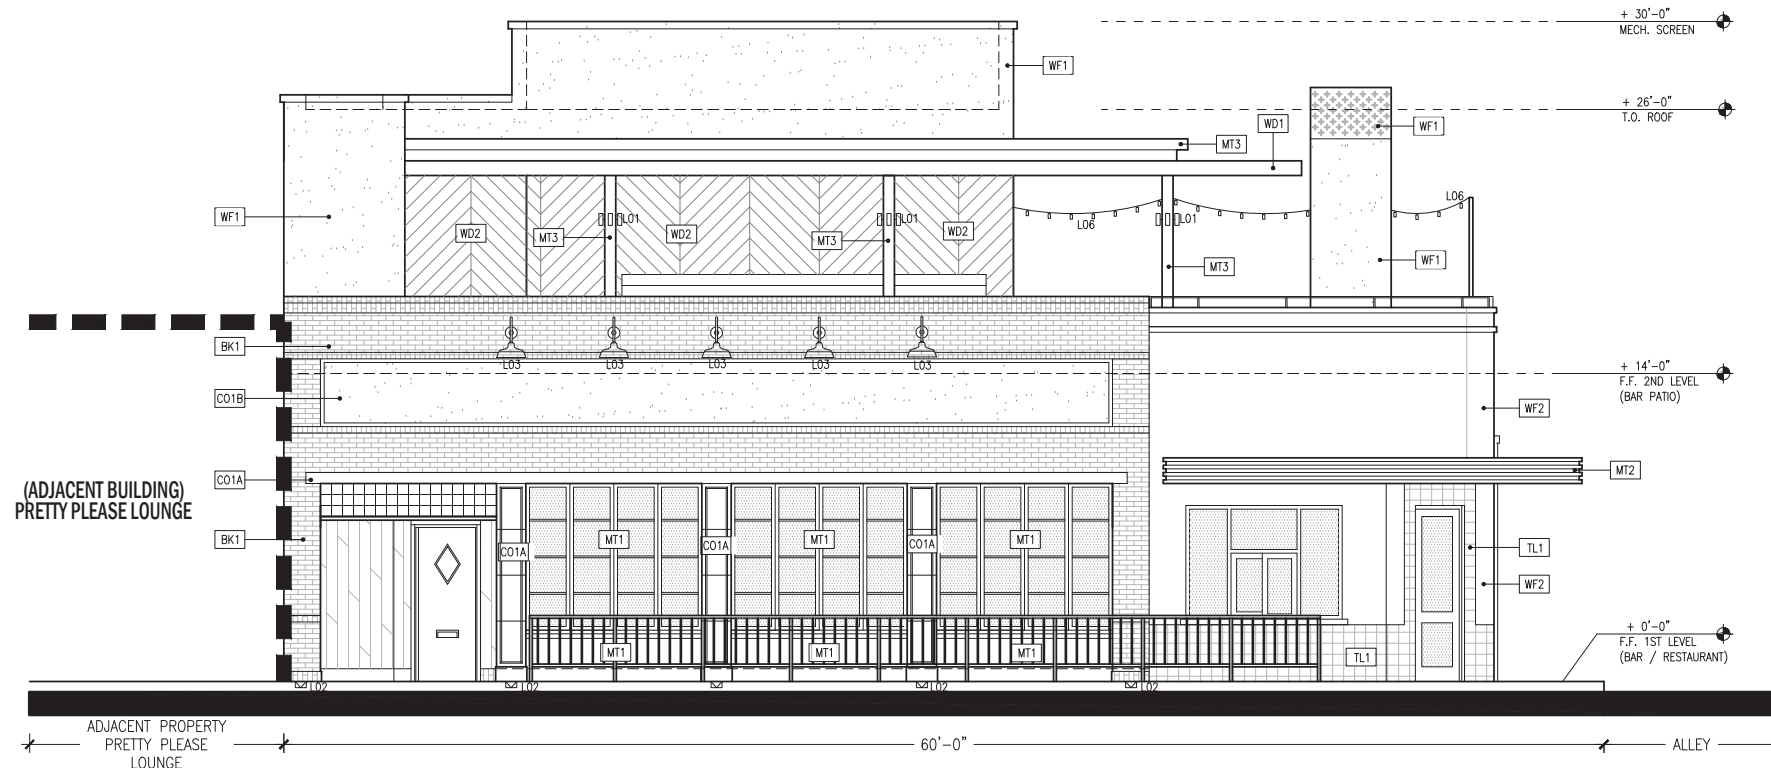 + 30'-0"
MECH. SCREEN
WF1
+ 26'-0"
T.O. ROOF
WD1
WF1
MT3
L06
WF1
L01
L01
L01
WD2
MT3
WD2
MT3
WD2
L06
MT3
WF1
BK1
L03
L03
L03
L03
L03
+ 14'-0"
F.F. 2ND LEVEL
(BAR PATIO)
CO1B
WF2
CO1A
MT2
(ADJACENT BUILDING)
PRETTY PLEASE LOUNGE
BK1
CO1A
MT1
CO1A
MT1
CO1A
MT1
TL1
WF2
+ 0'-0"
F.F. 1ST LEVEL
(BAR / RESTAURANT)
MT1
MT1
MT1
TL1
L02
L02
L02
L02
ADJACENT PROPERTY
PRETTY PLEASE
LOUNGE
60'-0"
ALLEY